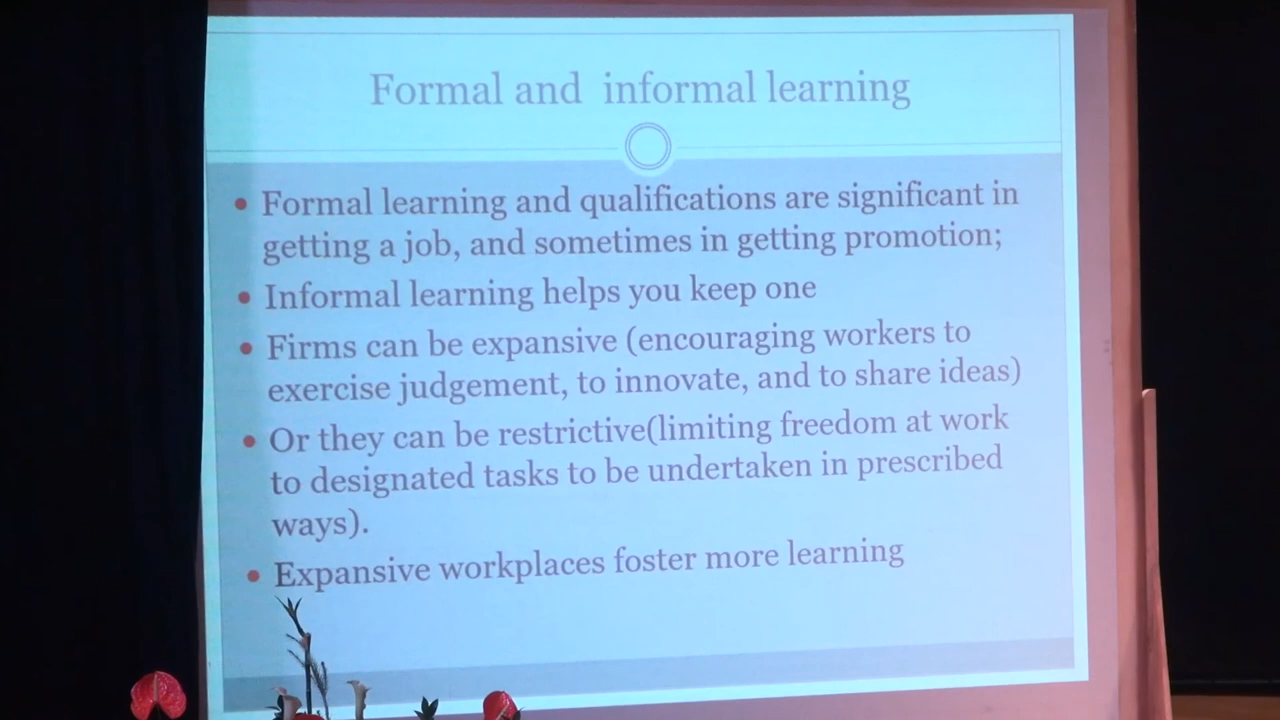 Formal and informal learning
• Formal learning and qualifications are significant in
getting a job, and sometimes in getting promotion;
• Informal learning helps you keep one
• Firms can be expansive (encouraging workers to
exercise judgement, to innovate, and to share ideas)
• Or they can be restrictive(limiting freedom at work
to designated tasks to be undertaken in prescribed
ways).
• Expansive workplaces foster more learning